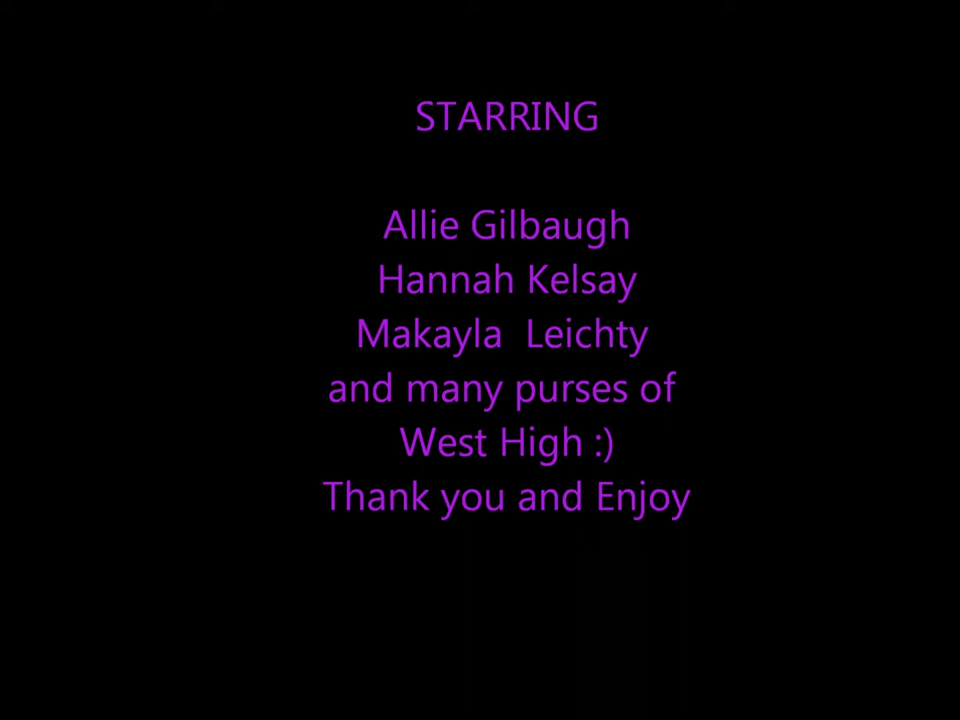 STARRING
Allie Gilbaugh
Hannah Kelsay
Makayla  Leichty
and many purses of
West High :)
Thank you and Enjoy